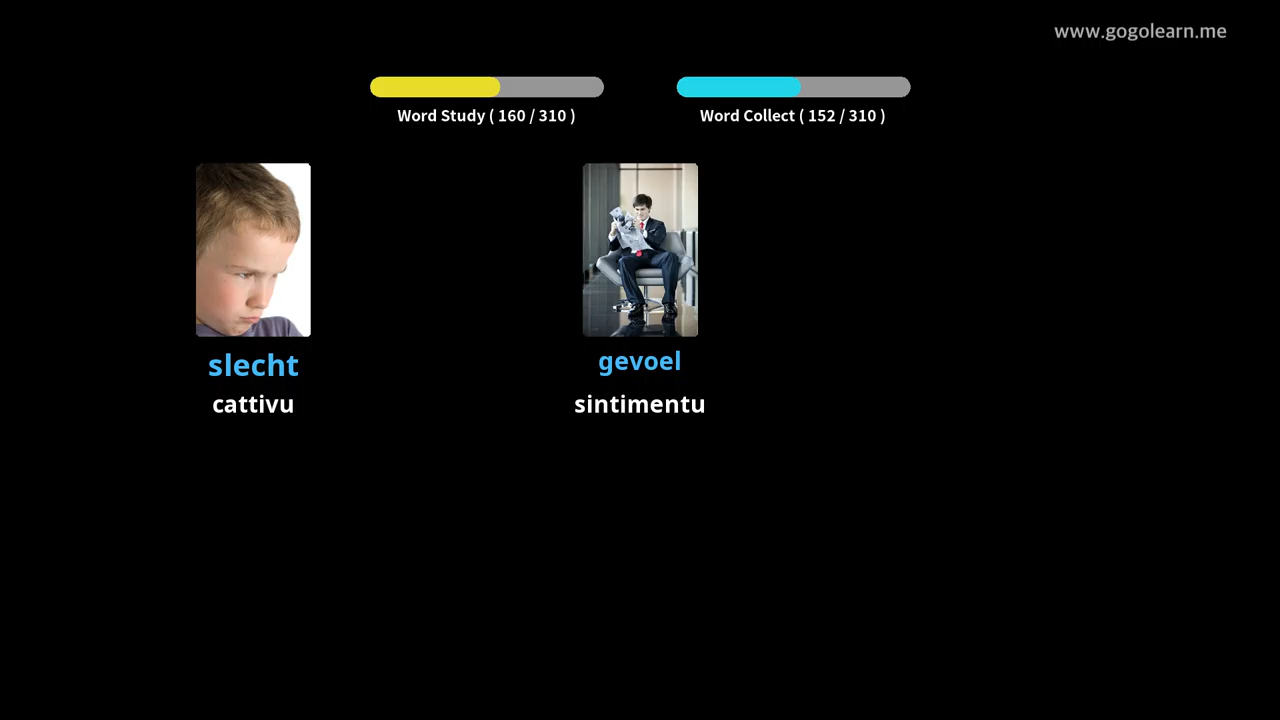 www.gogolearn.me
Word Study ( 160 / 310 )
Word Collect ( 152 / 310 )
slecht
cattivu
gevoel
sintimentu